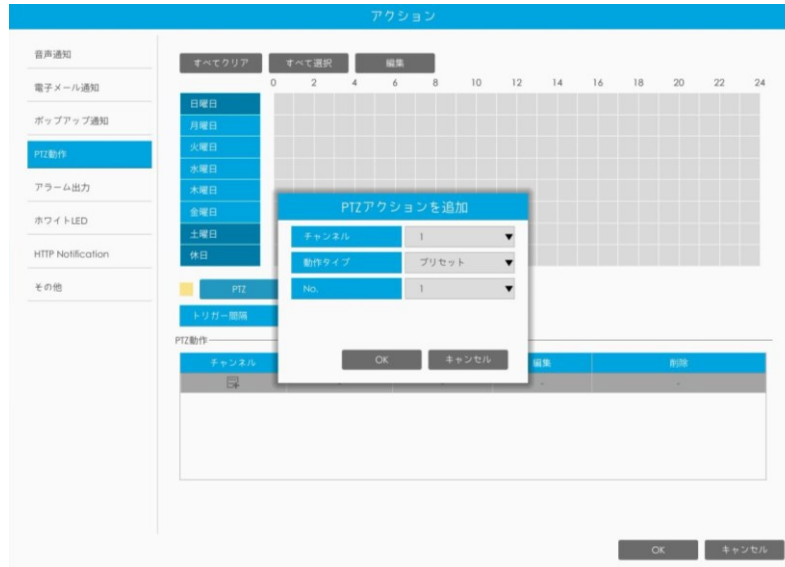 アクション
音声通知
電子メール通知
ポップアップ通知
PTZ動作
アラーム出力
ホワイトLED
HTTP Notification
その他
すべてクリア すべて選択 編集
0 2 4 6 8 10 12 14 16 18 20 22 24
日曜日
月曜日
火曜日
水曜日
木曜日
金曜日
土曜日
休日
PTZ
トリガー間隔
PTZアクションを追加
チャンネル 1
動作タイプ プリセット
No. 1
OK キャンセル
PTZ動作
チャンネル 編集 削除
- - - -
OK キャンセル